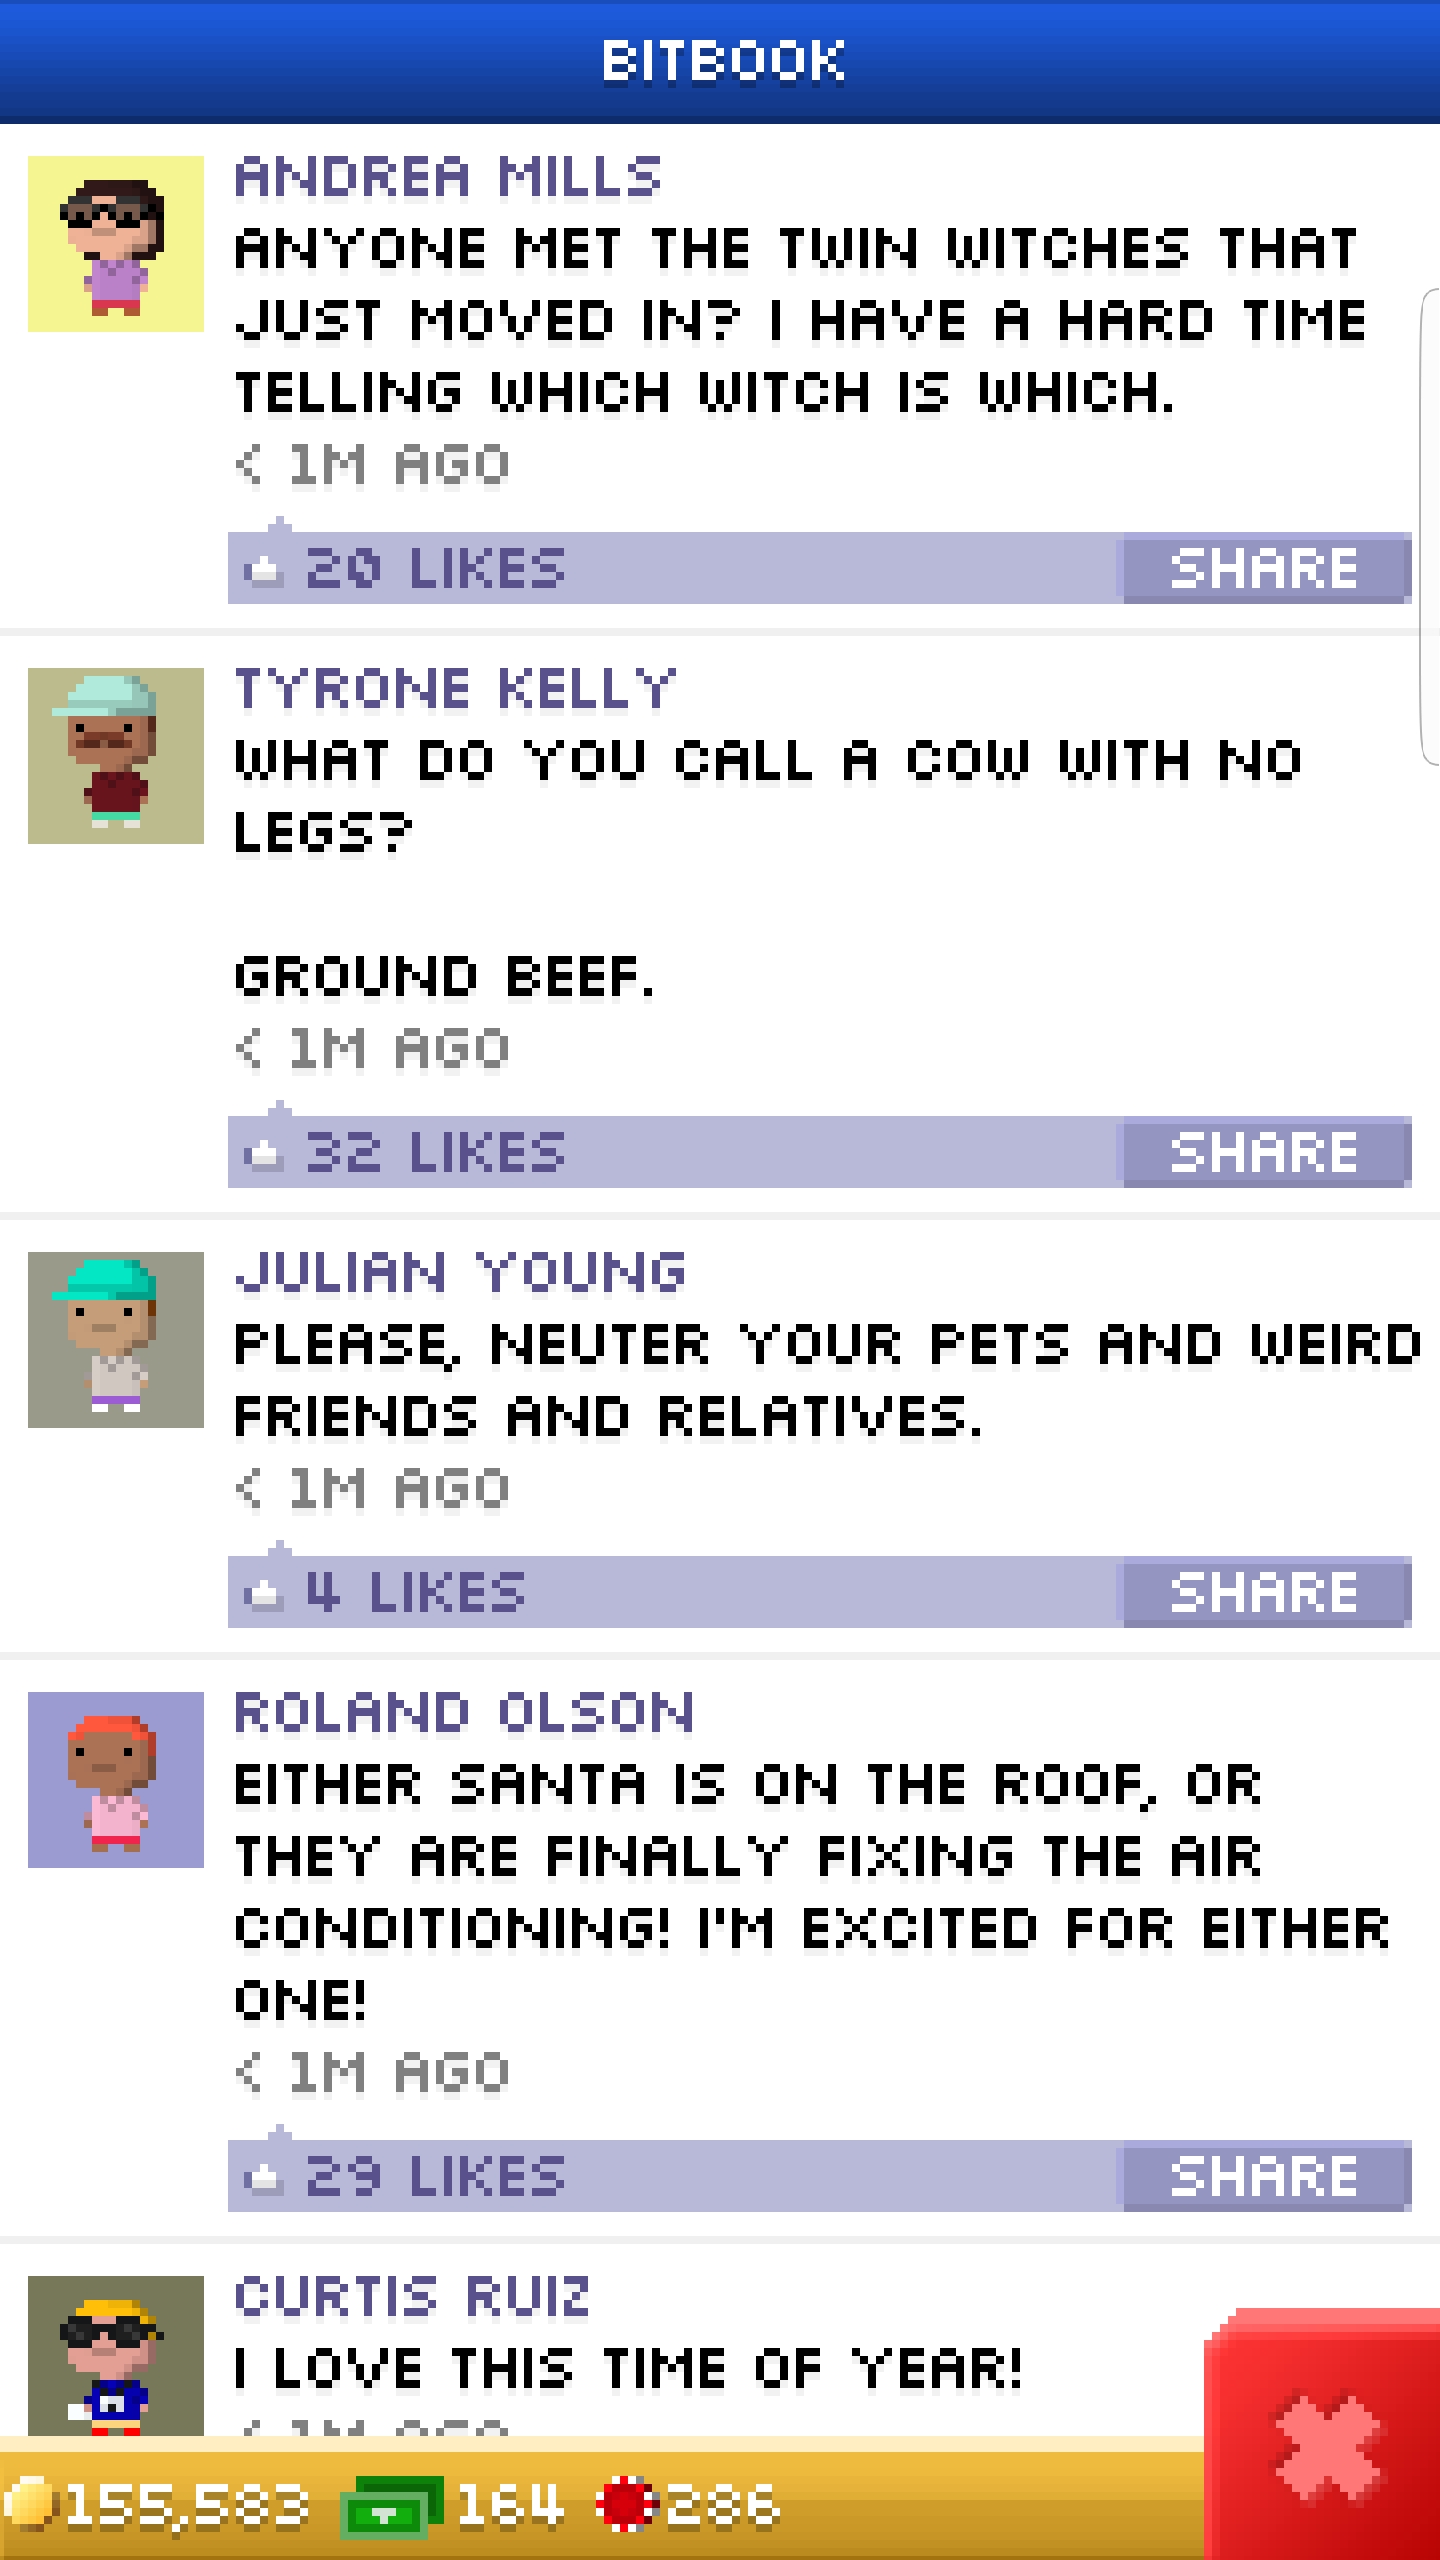 BITBOOK
ANDREA MILLS
ANYONE MET THE TWIN WITCHES THAT
JUST MOVED IN? I HAVE A HARD TIME
TELLING WHICH WITCH IS WHICH.
< 1M AGO
20 LIKES SHARE
TYRONE KELLY
WHAT DO YOU CALL A COW WITH NO
LEGS?
GROUND BEEF.
< 1M AGO
32 LIKES SHARE
JULIAN YOUNG
PLEASE, NEUTER YOUR PETS AND WEIRD
FRIENDS AND RELATIVES.
< 1M AGO
4 LIKES SHARE
ROLAND OLSON
EITHER SANTA IS ON THE ROOF, OR
THEY ARE FINALLY FIXING THE AIR
CONDITIONING! I'M EXCITED FOR EITHER
ONE!
< 1M AGO
29 LIKES SHARE
CURTIS RUIZ
I LOVE THIS TIME OF YEAR!
< 1M AGO
155,583 164 286